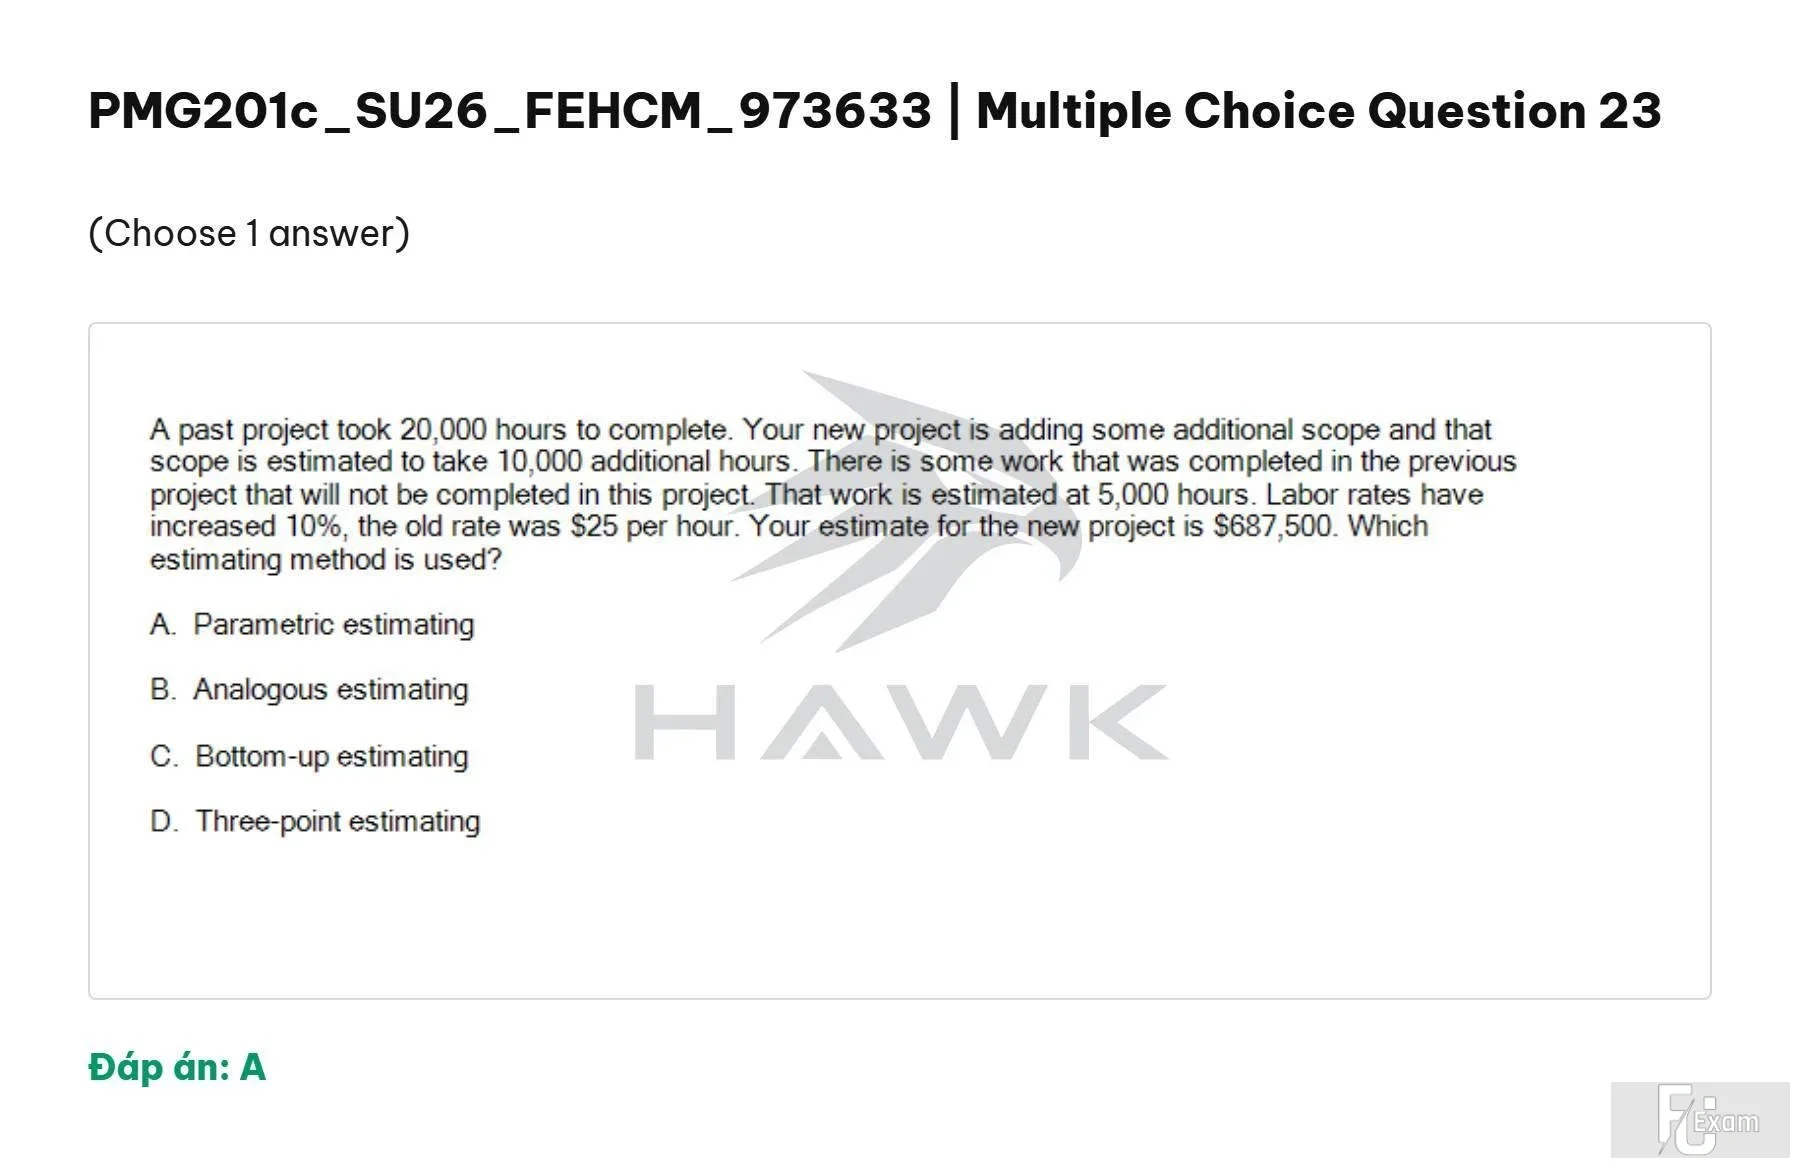 PMG201c_SU26_FEHCM_973633 | Multiple Choice Question 23
(Choose 1 answer)
A past project took 20,000 hours to complete. Your new project is adding some additional scope and that
scope is estimated to take 10,000 additional hours. There is some work that was completed in the previous
project that will not be completed in this project. That work is estimated at 5,000 hours. Labor rates have
increased 10%, the old rate was $25 per hour. Your estimate for the new project is $687,500. Which
estimating method is used?
A. Parametric estimating
B. Analogous estimating
HAWK
C. Bottom-up estimating
D. Three-point estimating
Đáp án: A
FU Exam